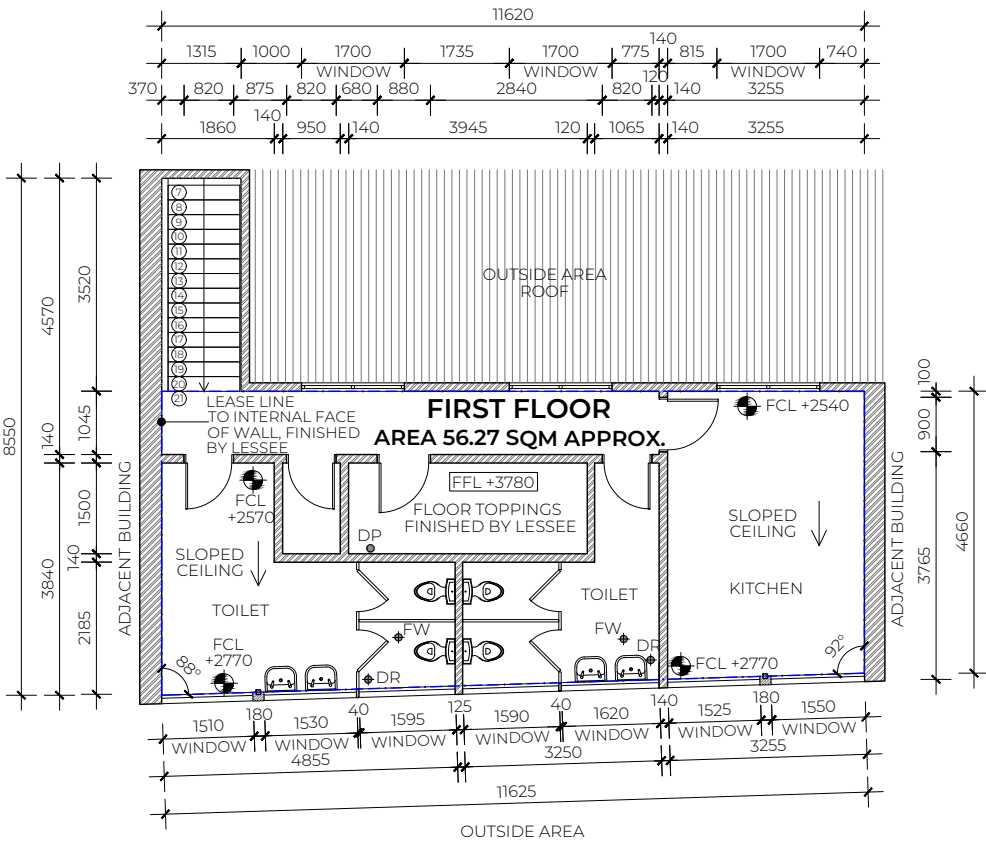 11620
140
1315 1000 1700 1735 1700 775 815 1700 740
WINDOW WINDOW WINDOW
120
370 820 875 820 680 880 2840 820 140 3255
140
1860 950 140 3945 120 1065 140 3255
7
8
9
10
11
12
13
14
15
16
17
18
19
20
21
OUTSIDE AREA
ROOF
8550
4570
140
3840
3520
1045
1500
140
2185
ADJACENT BUILDING
LEASE LINE
TO INTERNAL FACE
OF WALL, FINISHED
BY LESSEE
FIRST FLOOR
AREA 56.27 SQM APPROX.
FCL +2540
FCL
+2570
FFL +3780
FLOOR TOPPINGS
FINISHED BY LESSEE
DP
SLOPED
CEILING
TOILET
FCL
+2770
88°
FW
DR
TOILET
FW
DR
SLOPED
CEILING
KITCHEN
FCL +2770
92°
ADJACENT BUILDING
100
900
3765
4660
1510 180 1530 40 1595 125 1590 40 1620 140 1525 180 1550
WINDOW WINDOW WINDOW WINDOW WINDOW WINDOW WINDOW
4855 3250 3255
11625
OUTSIDE AREA